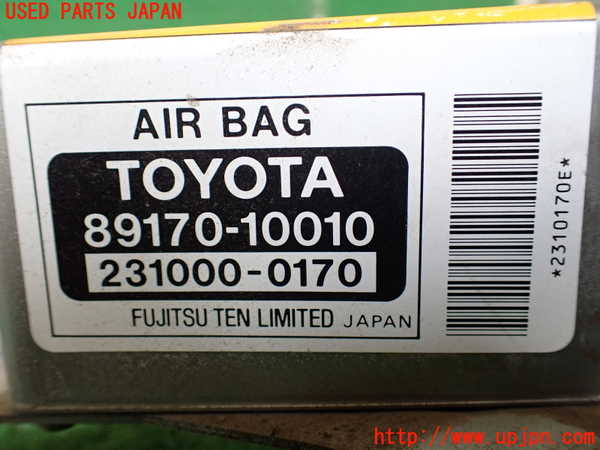 USED PARTS JAPAN
AIR BAG
TOYOTA
89170-10010
231000-0170
FUJITSU TEN LIMITED JAPAN
*2310170E*
http://www.upjpn.com/